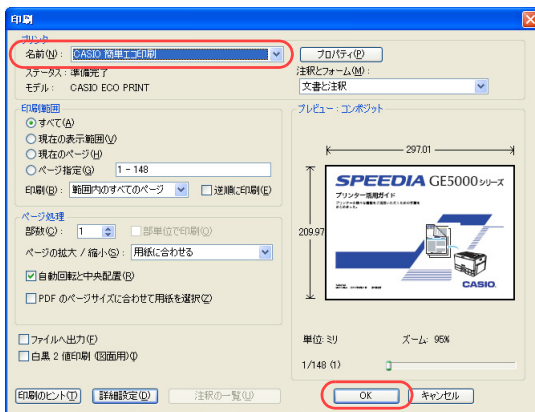 印刷
プリンタ
名前(N): CASIO 簡単エコ印刷
プロパティ(P)
ステータス: 準備完了
注釈とフォーム(M):
モデル: CASIO ECO PRINT
文書と注釈
印刷範囲
すべて(A)
現在の表示範囲(V)
現在のページ(H)
ページ指定(G) 1 - 148
印刷(B): 範囲内のすべてのページ 逆順に印刷(E)
ページ処理
部数(C): 1 部単位で印刷(O)
ページの拡大 / 縮小(S): 用紙に合わせる
自動回転と中央配置(R)
PDF のページサイズに合わせて用紙を選択(Z)
ファイルへ出力(F)
白黒 2 値印刷 (図面用)(I)
プレビュー: コンポジット
297.01
209.97
SPEEDIA GE5000シリーズ
プリンター活用ガイド
CASIO
単位: ミリ ズーム: 95%
1/148 (1)
印刷のヒント(T) 詳細設定(D) 注釈の一覧(U) OK キャンセル